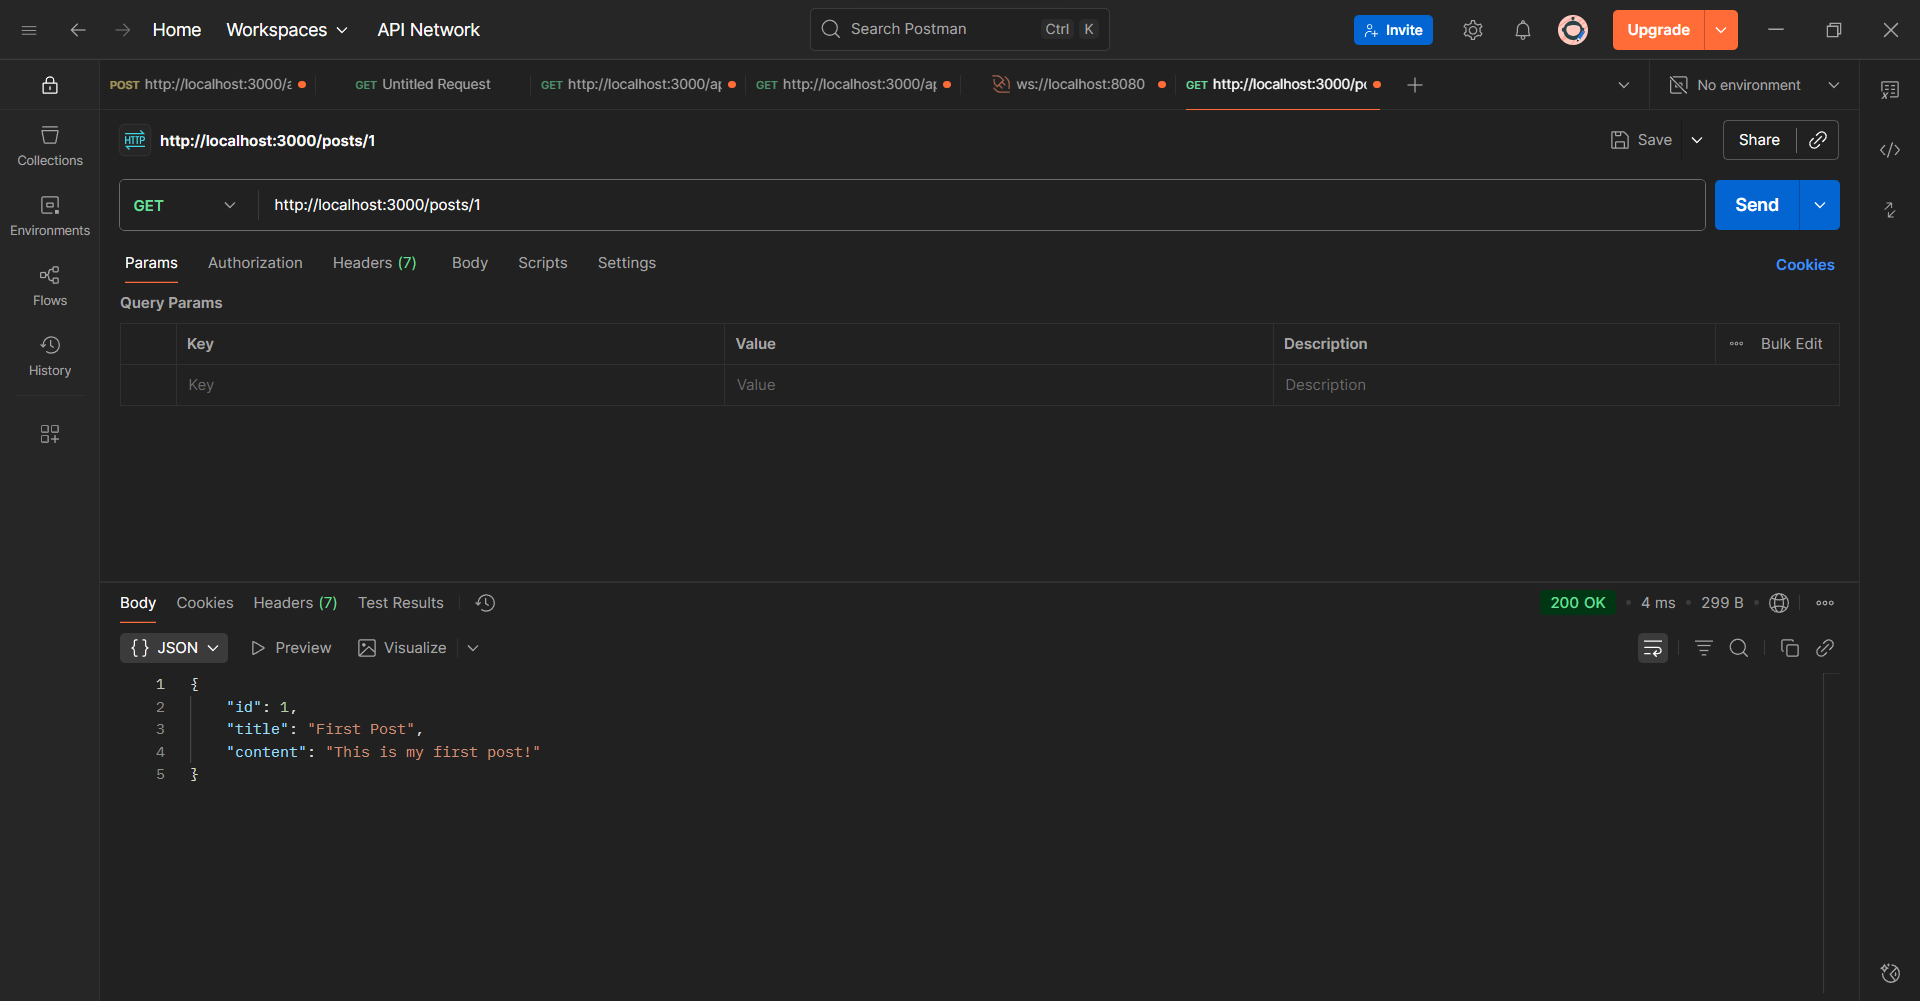 Home Workspaces API Network Search Postman Ctrl K Invite Upgrade
POST http://localhost:3000/a GET Untitled Request GET http://localhost:3000/ap GET http://localhost:3000/ap ws://localhost:8080 GET http://localhost:3000/po No environment
HTTP http://localhost:3000/posts/1 Save Share
Collections
Environments
Flows
History
GET http://localhost:3000/posts/1 Send
Params Authorization Headers (7) Body Scripts Settings Cookies
Query Params
Key Value Description Bulk Edit
Key Value Description
Body Cookies Headers (7) Test Results 200 OK • 4 ms • 299 B •
{} JSON Preview Visualize
1 {
2 "id": 1,
3 "title": "First Post",
4 "content": "This is my first post!"
5 }